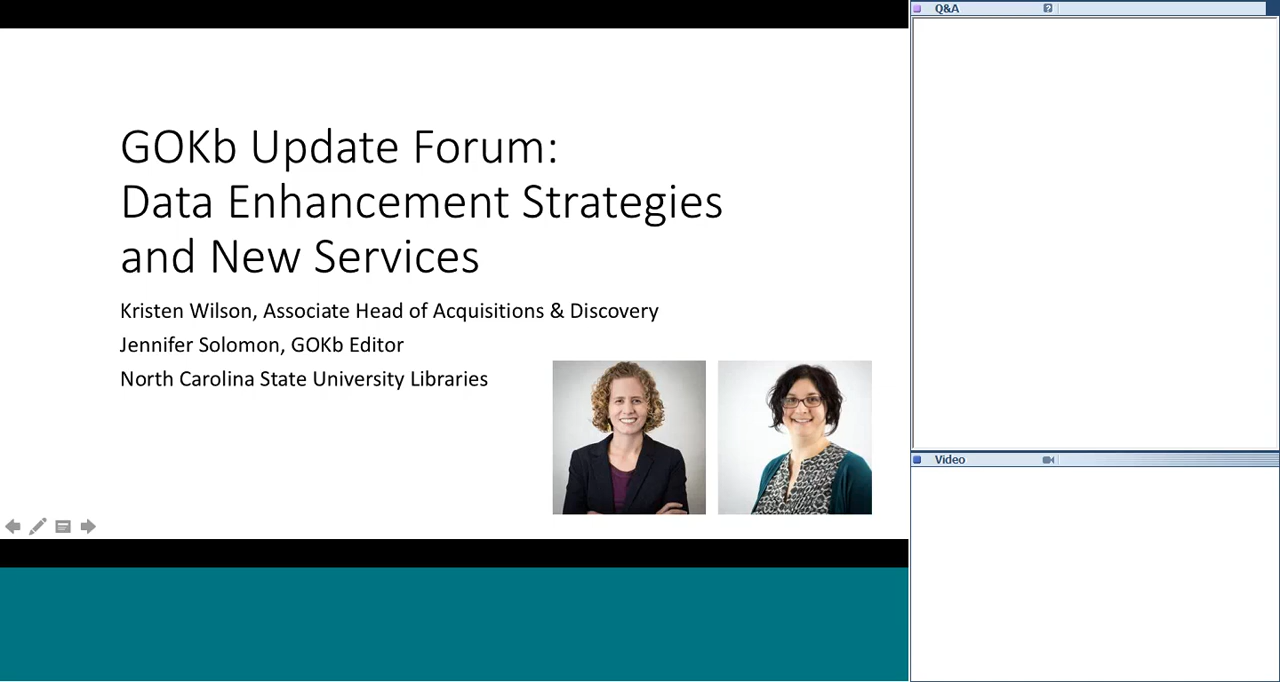 GOKb Update Forum:
Data Enhancement Strategies
and New Services
Kristen Wilson, Associate Head of Acquisitions & Discovery
Jennifer Solomon, GOKb Editor
North Carolina State University Libraries
Q&A
?
Video